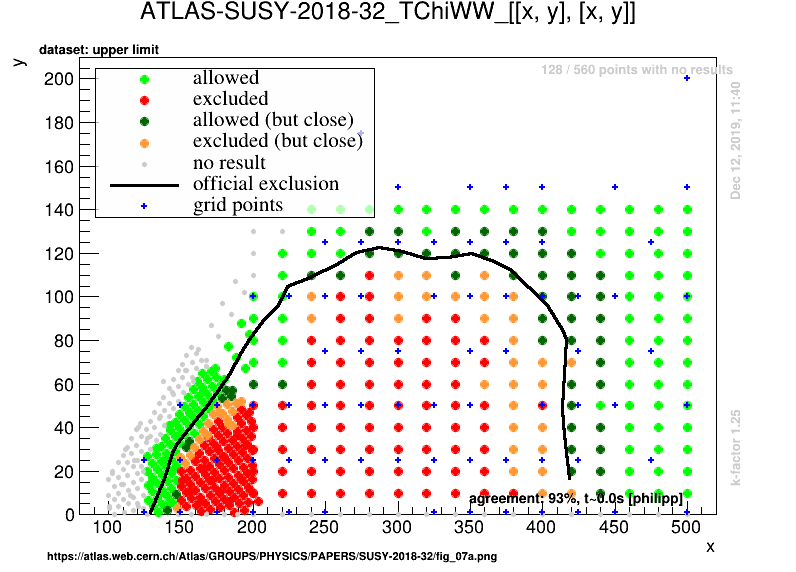 ATLAS-SUSY-2018-32_TChiWW_[[x, y], [x, y]]
dataset: upper limit
y
128 / 560 points with no results
allowed
excluded
allowed (but close)
excluded (but close)
no result
official exclusion
grid points
200
180
160
140
120
100
80
60
40
20
0
100 150 200 250 300 350 400 450 500
x
agreement: 93%, t~0.0s [philipp]
Dec 12, 2019, 11:40
k-factor 1.25
https://atlas.web.cern.ch/Atlas/GROUPS/PHYSICS/PAPERS/SUSY-2018-32/fig_07a.png